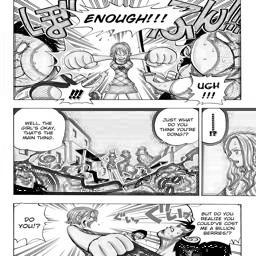 ENOUGH!!!
!!!
UGH
!!!
WELL, THE
GIRL'S OKAY,
THAT'S THE
MAIN THING.
JUST WHAT
DO YOU
THINK YOU'RE
DOING!?
!!
DO
YOU!?
BUT DO YOU
REALIZE YOU
COULD'VE COST
ME A BILLION
BERRIES!?